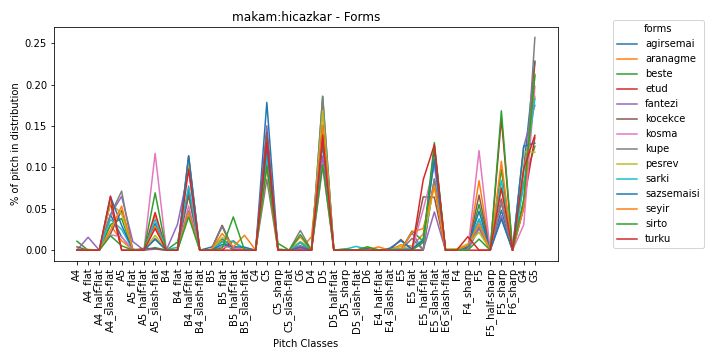 makam:hicazkar - Forms
% of pitch in distribution
0.25
0.20
0.15
0.10
0.05
0.00
A4
A4_flat
A4_half-flat
A4_slash-flat
A5
A5_flat
A5_half-flat
A5_slash-flat
B4
B4_flat
B4_half-flat
B4_slash-flat
B5
B5_flat
B5_half-flat
B5_slash-flat
C4
C5
C5_sharp
C5_slash-flat
C6
D4
D5
D5_half-flat
D5_sharp
D5_slash-flat
D6
E4_half-flat
E4_slash-flat
E5
E5_flat
E5_half-flat
E5_slash-flat
E6_slash-flat
F4
F4_sharp
F5
F5_half-sharp
F5_sharp
F6_sharp
G4
G5
Pitch Classes
forms
agirsemai
aranagme
beste
etud
fantezi
kocekce
kosma
kupe
pesrev
sarki
sazsemaisi
seyir
sirto
turku